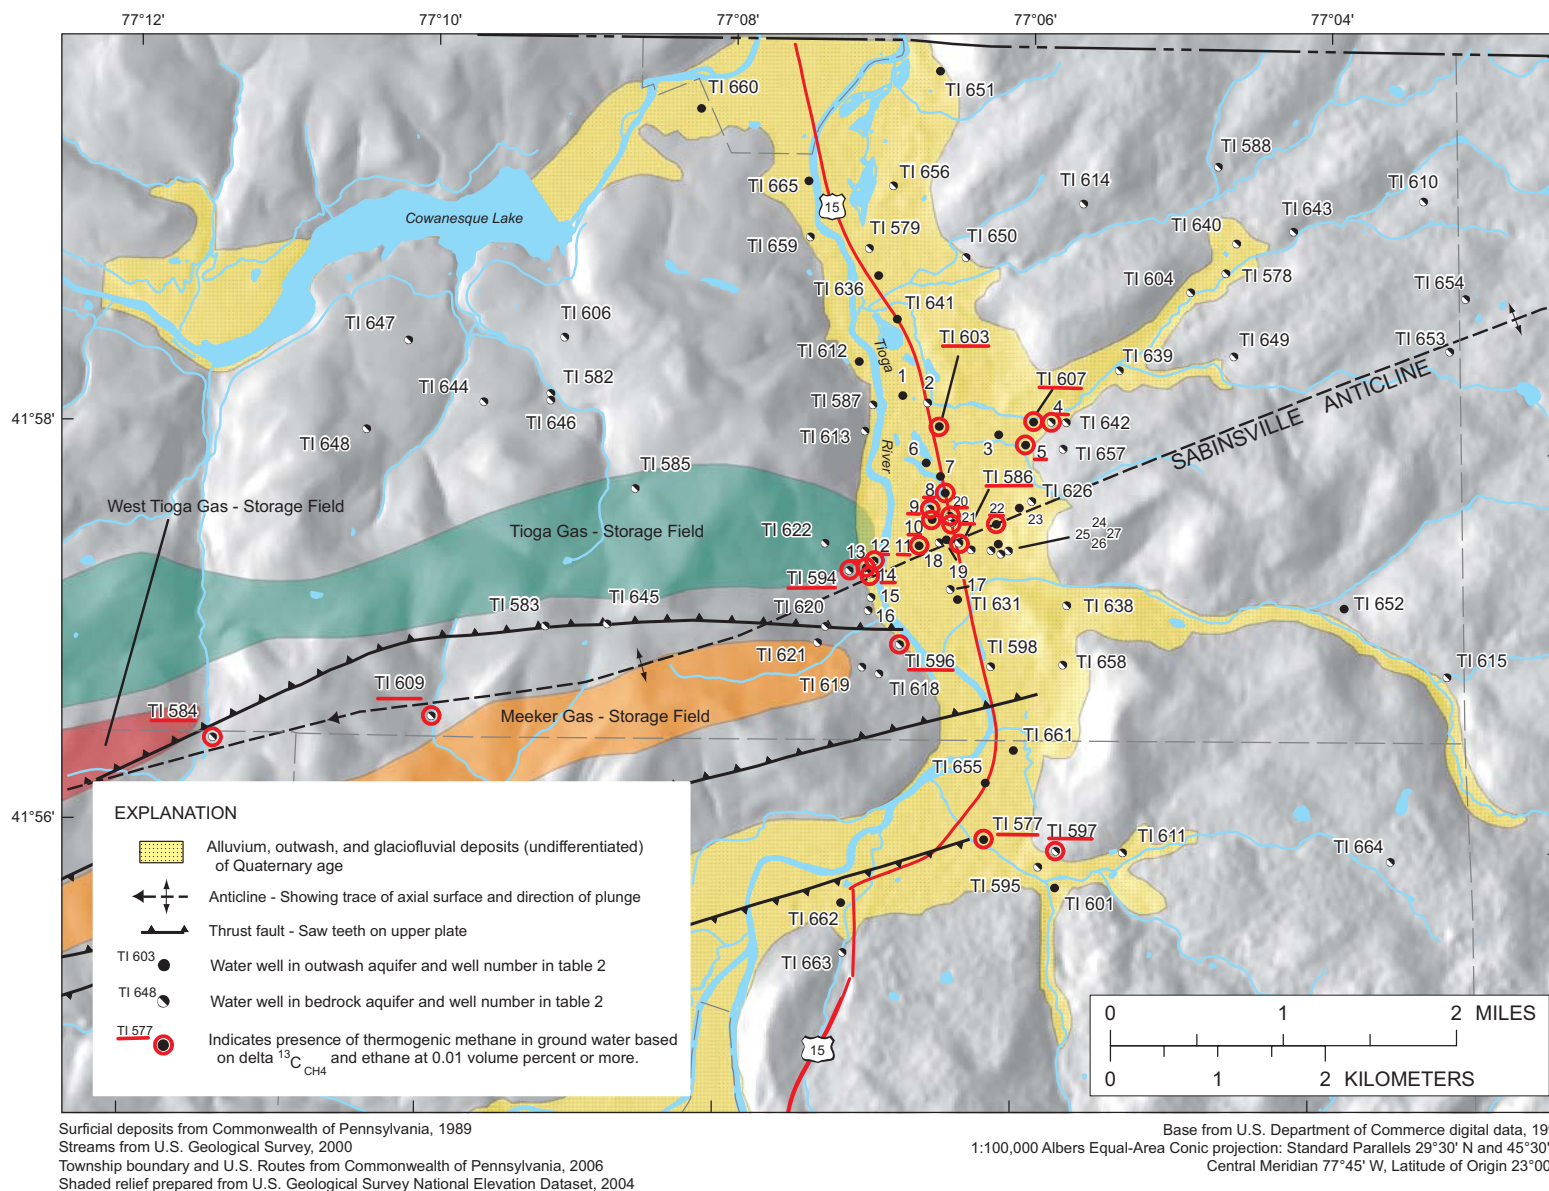 77°12' 77°10' 77°08' 77°06' 77°04'
TI 660
TI 651
TI 588
TI 665
TI 656
TI 614
TI 610
15
Cowanesque Lake
TI 643
TI 640
TI 659
TI 579
TI 650
TI 578
TI 604
TI 654
TI 636
TI 641
TI 606
TI 647
TI 603
TI 653
TI 649
TI 612
Tioga
TI 639
TI 582
TI 644
1
2
TI 607
SABINSVILLE ANTICLINE
TI 587
4
41°58'
TI 646
TI 642
TI 648
TI 613
3
5
TI 657
River
6
7
TI 585
TI 586
8
20
TI 626
West Tioga Gas - Storage Field
9
22
21
23
24
Tioga Gas - Storage Field
TI 622
10
25
27
26
12
11
13
18
TI 594
14
19
17
15
TI 583
TI 645
TI 620
TI 631
TI 638
TI 652
16
TI 621
TI 596
TI 598
TI 658
TI 615
TI 609
TI 619
TI 618
TI 584
Meeker Gas - Storage Field
TI 661
TI 655
41°56'
TI 577
TI 597
TI 611
TI 664
TI 595
TI 601
TI 662
TI 663
15
EXPLANATION
Alluvium, outwash, and glaciofluvial deposits (undifferentiated)
of Quaternary age
Anticline - Showing trace of axial surface and direction of plunge
Thrust fault - Saw teeth on upper plate
TI 603 Water well in outwash aquifer and well number in table 2
TI 648 Water well in bedrock aquifer and well number in table 2
TI 577 Indicates presence of thermogenic methane in ground water based
on delta 13C CH4 and ethane at 0.01 volume percent or more.
0 1 2 MILES
0 1 2 KILOMETERS
Surficial deposits from Commonwealth of Pennsylvania, 1989
Streams from U.S. Geological Survey, 2000
Township boundary and U.S. Routes from Commonwealth of Pennsylvania, 2006
Shaded relief prepared from U.S. Geological Survey National Elevation Dataset, 2004
Base from U.S. Department of Commerce digital data,
1:100,000 Albers Equal-Area Conic projection: Standard Parallels 29°30' N and 45°30'
Central Meridian 77°45' W, Latitude of Origin 23°00